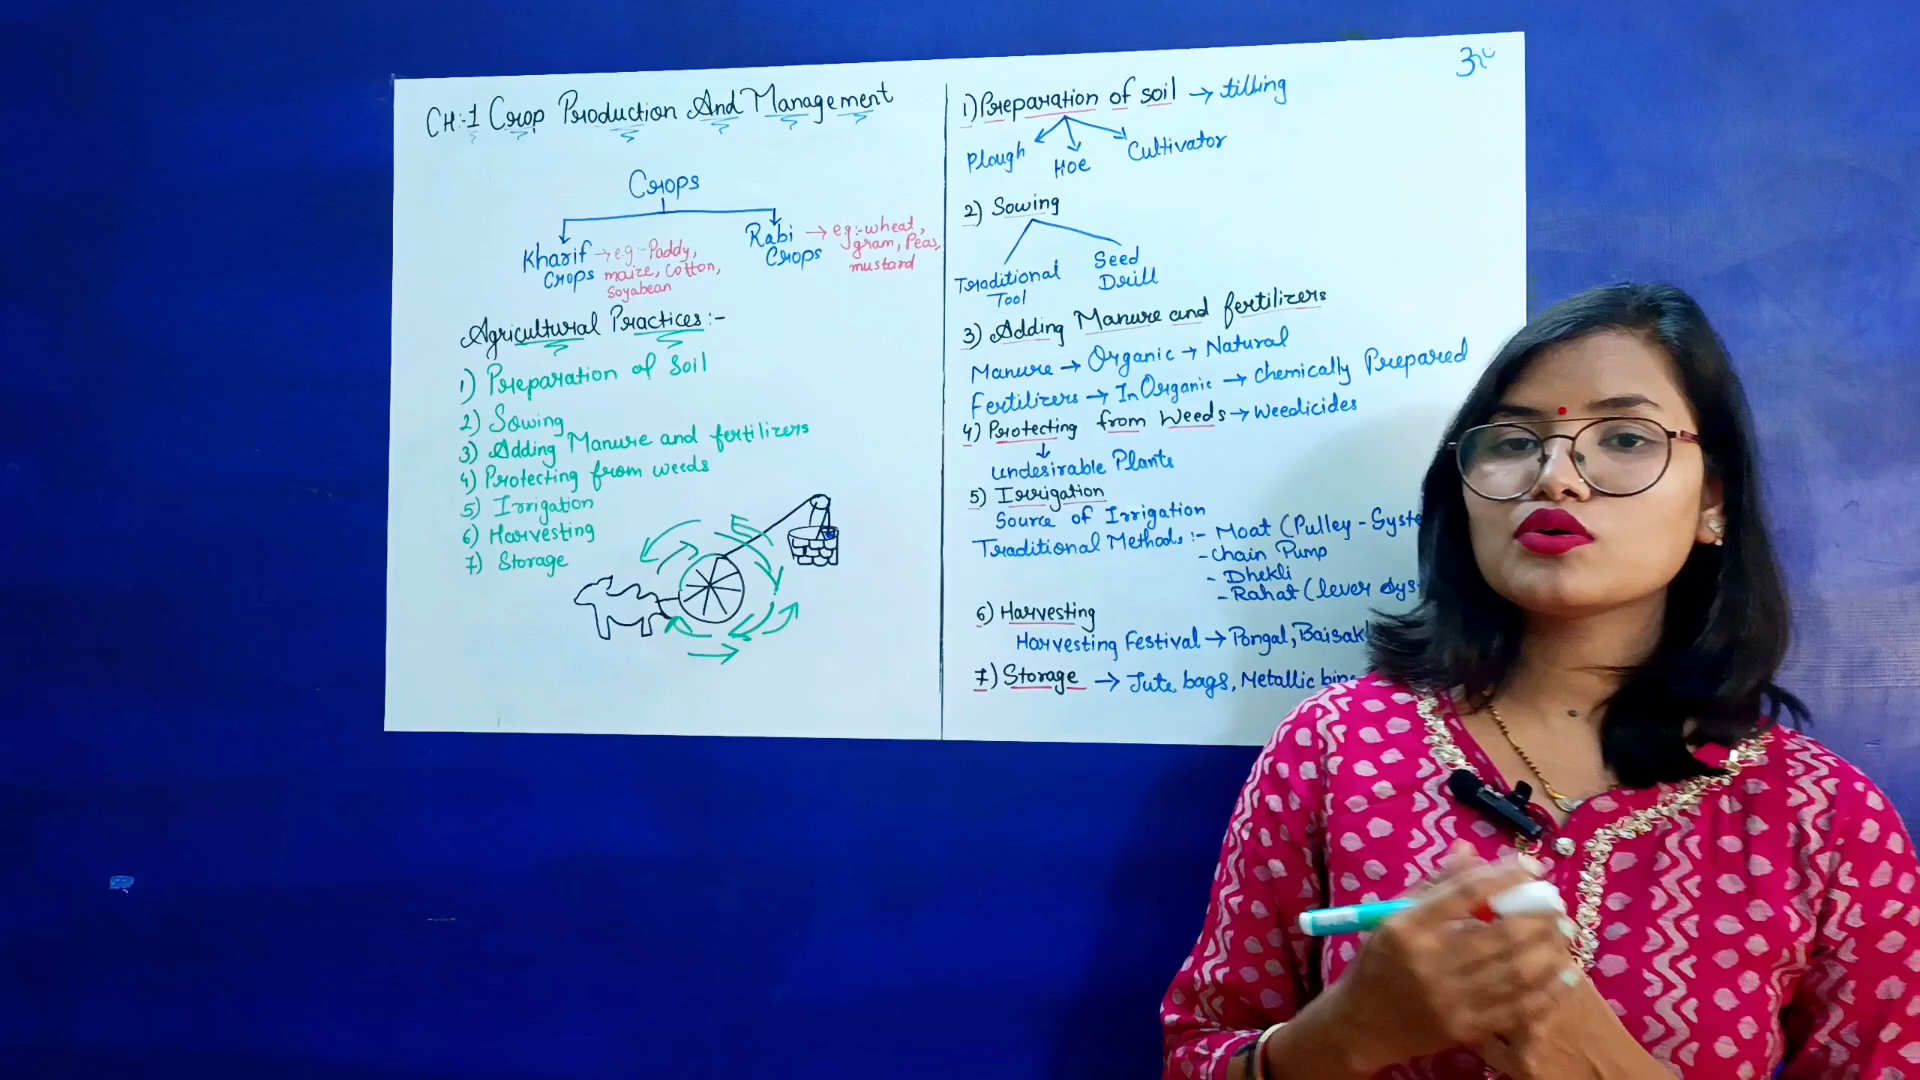 CH:-1 Crop Production And Management
Crops
Kharif → eg:- Paddy,
Crops maize, Cotton,
Soyabean
Rabi → eg:- wheat,
Crops gram, Peas,
mustard
Agricultural Practices:-
1) Preparation of Soil
2) Sowing
3) Adding Manure and fertilizers
4) Protecting from weeds
5) Irrigation
6) Harvesting
7) Storage
1) Preparation of soil → tilling
Plough
Hoe
Cultivator
2) Sowing
Traditional
Tool
Seed
Drill
3) Adding Manure and fertilizers
Manure → Organic → Natural
Fertilizers → InOrganic → Chemically Prepared
4) Protecting from Weeds → Weedicides
Undesirable Plants
5) Irrigation
Source of Irrigation
Traditional Methods:- - Moat (Pulley - Syste
- Chain Pump
- Dhekli
- Rahat (lever Sys
6) Harvesting
Harvesting Festival → Pongal, Baisak
7) Storage → Jute bags, Metallic bins